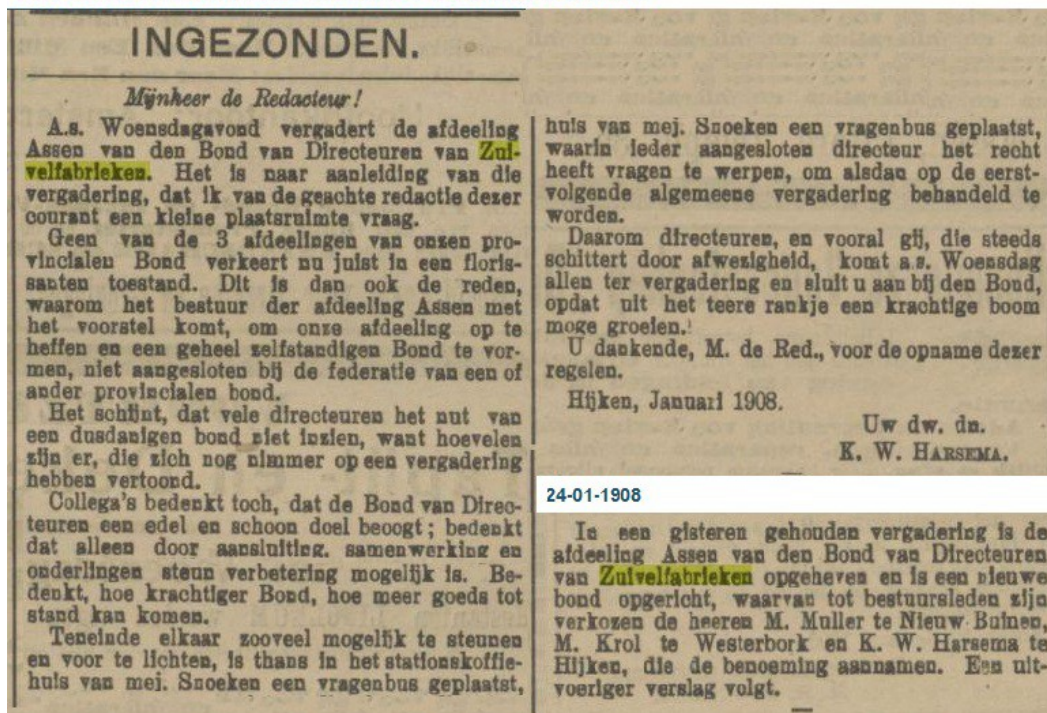 INGEZONDEN.
Mijnheer de Redacteur!
A.s. Woensdagavond vergadert de afdeeling
Assen van den Bond van Directeuren van Zui-
velfabrieken. Het is naar aanleiding van die
vergadering, dat ik van de geachte redactie dezer
courant een kleine plaatsruimte vraag.
Geen van de 3 afdeelingen van onzen pro-
vincialen Bond verkeert nu juist in een floris-
santen toestand. Dit is dan ook de reden,
waarom het bestuur der afdeeling Assen met
het voorstel komt, om onze afdeeling op te
heffen en een geheel zelfstandigen Bond te vor-
men, niet aangesloten bij de federatie van een of
ander provincialen bond.
Het schijnt, dat vele directeuren het nut van
een dusdanigen bond niet inzien, want hoevelen
zijn er, die zich nog nimmer op een vergadering
hebben vertoond.
Collega's bedenkt toch, dat de Bond van Direc-
teuren een edel en schoon doel beoogt; bedenkt
dat alleen door aansluiting. samenwerking en
onderlingen steun verbetering mogelijk is. Be-
denkt, hoe krachtiger Bond, hoe meer goeds tot
stand kan komen.
Teneinde elkaar zooveel mogelijk te steunen
en voor te lichten, is thans in het stationskoffie-
huis van mej. Snoeken een vragenbus geplaatst,
huis van mej. Snoeken een vragenbus geplaatst,
waarin ieder aangesloten directeur het recht
heeft vragen te werpen, om alsdan op de eerst-
volgende algemeene vergadering behandeld te
worden.
Daarom directeuren, en vooral gij, die steeds
schittert door afwezigheid, komt a.s. Woensdag
allen ter vergadering en sluit u aan bij den Bond,
opdat uit het teere rankje een krachtige boom
moge groeien.
U dankende, M. de Red., voor de opname dezer
regelen.
Hijken, Januari 1908.
Uw dw. dn.
K. W. HARSEMA.
24-01-1908
In een gisteren gehouden vergadering is de
afdeeling Assen van den Bond van Directeuren
van Zuivelfabrieken opgeheven en is een nieuwe
bond opgericht, waarvan tot bestuursleden zijn
verkozen de heeren M. Muller te Nieuw Buinen,
M. Krol te Westerbork en K. W. Harsema te
Hijken, die de benoeming aannamen. Een uit-
voeriger verslag volgt.